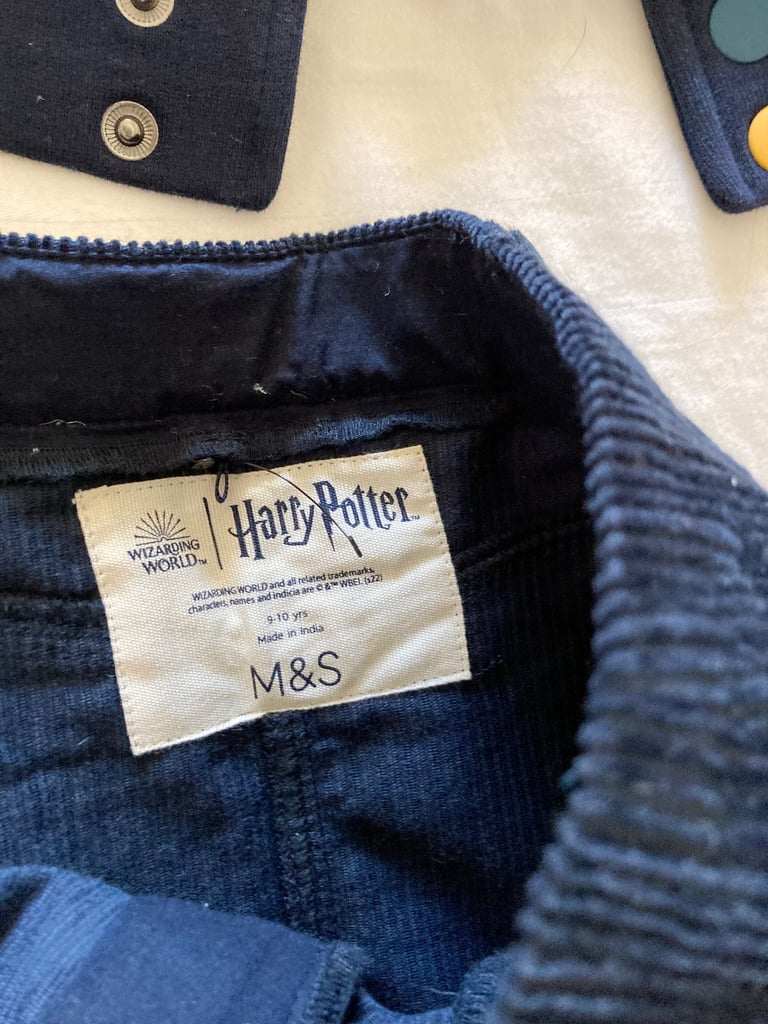 WIZARDING
WORLD™
Harry Potter™
WIZARDING WORLD and all related trademarks,
characters, names and indicia are © & ™ WBEI. (s22)
9-10 yrs
Made in India
M&S